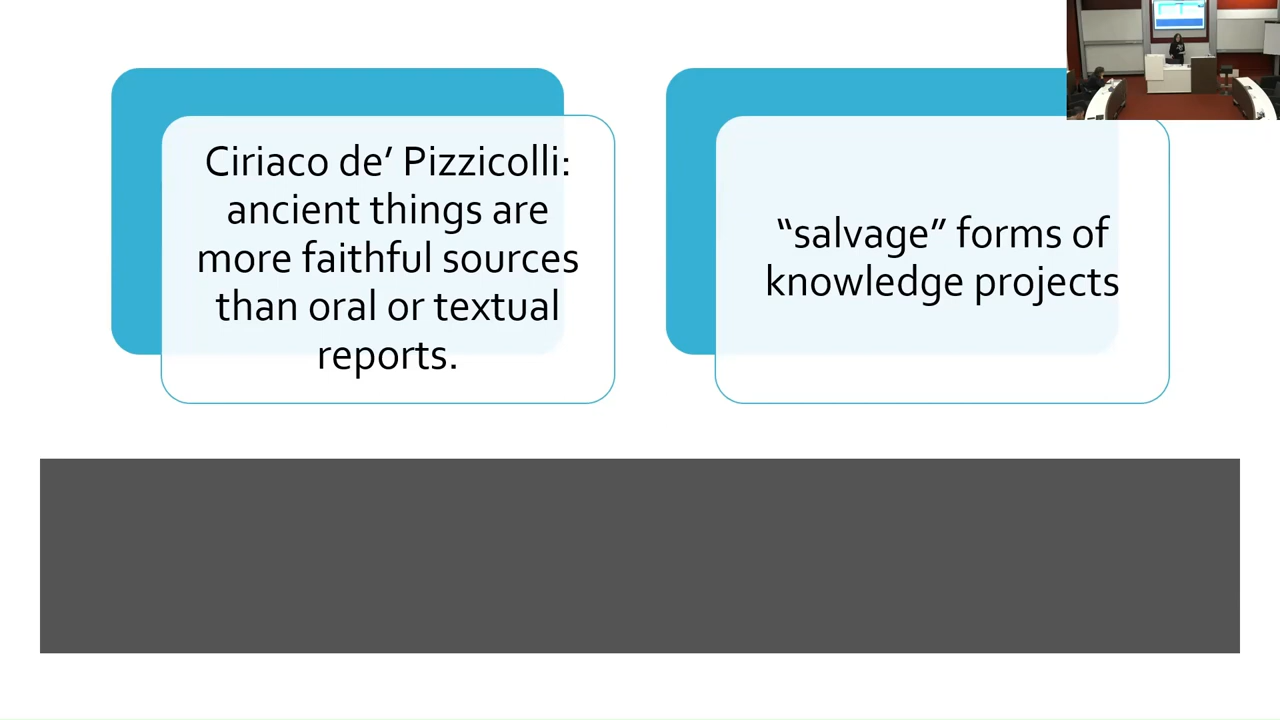 Ciriaco de’ Pizzicolli:
ancient things are
more faithful sources
than oral or textual
reports.
“salvage” forms of
knowledge projects